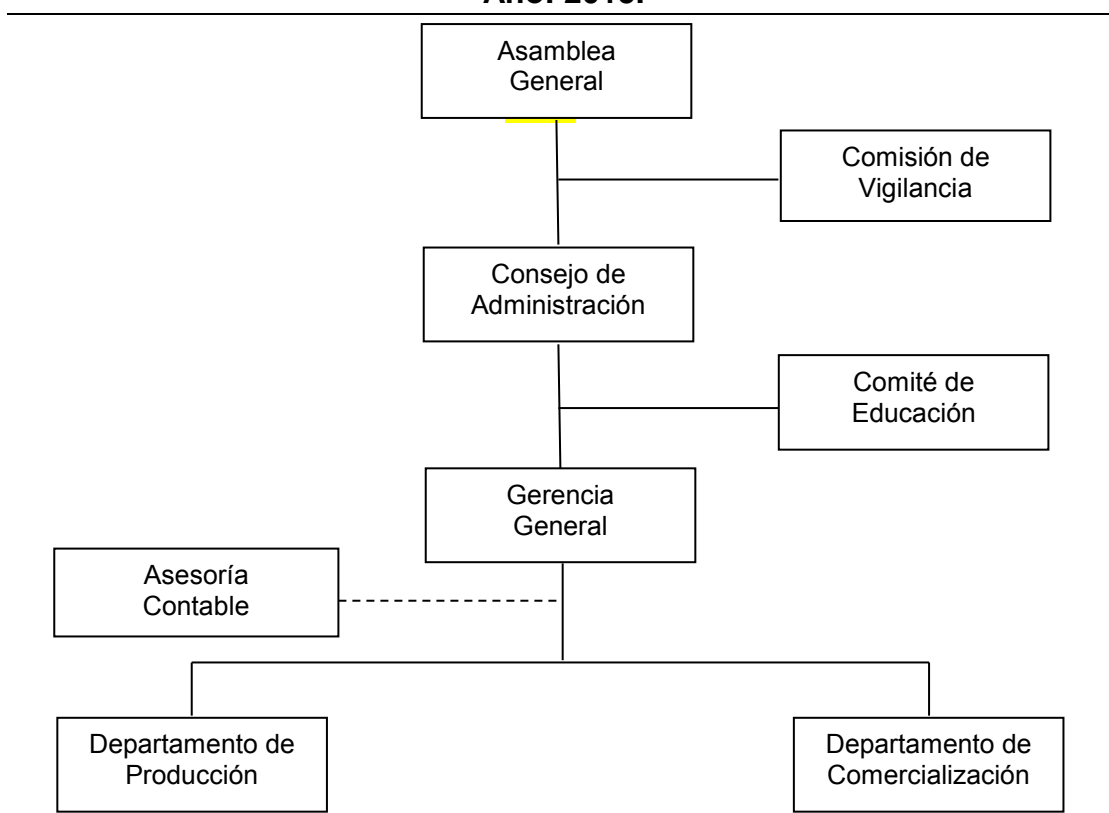 Asamblea
General
Comisión de
Vigilancia
Consejo de
Administración
Comité de
Educación
Gerencia
General
Asesoría
Contable
Departamento de
Producción
Departamento de
Comercialización